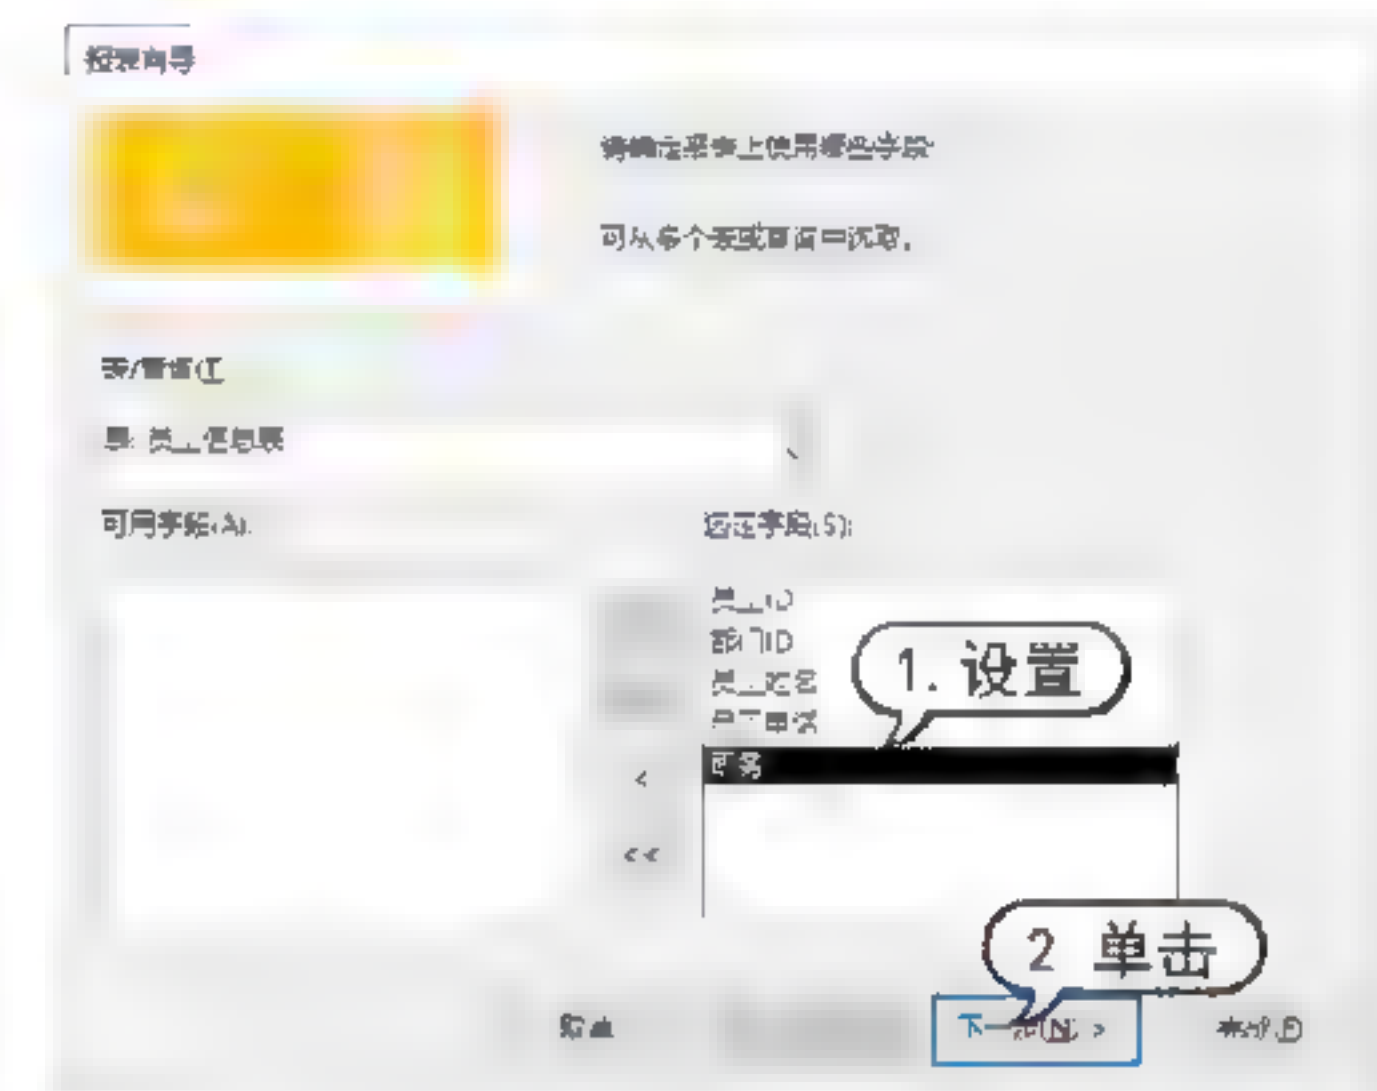 报表向导
请确定报表上使用哪些字段:
可从多个表或查询中选取。
表/查询(T)
表: 员工信息表
可用字段(A):
选定字段(S):
员工ID
部门ID
员工姓名
1. 设置
职务
<
<<
2 单击
取消
下一步(N) >
完成(F)